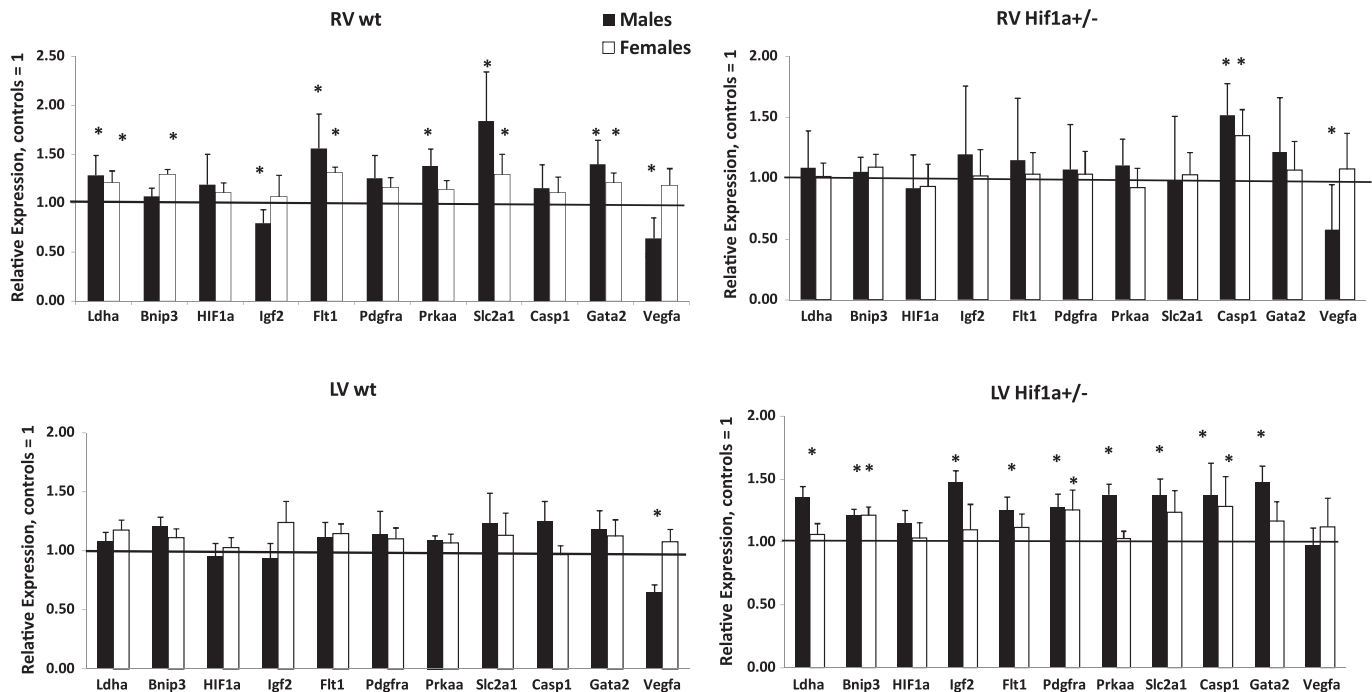 RV wt
Males
Females
Relative Expression, controls = 1
2.50
2.00
1.50
1.00
0.50
0.00
* * * * * * * * * * * *
Ldha Bnip3 HIF1a Igf2 Flt1 Pdgfra Prkaa Slc2a1 Casp1 Gata2 Vegfa
RV Hif1a+/-
Relative Expression, controls = 1
2.00
1.50
1.00
0.50
0.00
* * *
Ldha Bnip3 HIF1a Igf2 Flt1 Pdgfra Prkaa Slc2a1 Casp1 Gata2 Vegfa
LV wt
Relative Expression, controls = 1
2.00
1.50
1.00
0.50
0.00
*
Ldha Bnip3 HIF1a Igf2 Flt1 Pdgfra Prkaa Slc2a1 Casp1 Gata2 Vegfa
LV Hif1a+/-
Relative Expression, controls = 1
2.00
1.50
1.00
0.50
0.00
* * * * * * * * * * * *
Ldha Bnip3 HIF1a Igf2 Flt1 Pdgfra Prkaa Slc2a1 Casp1 Gata2 Vegfa